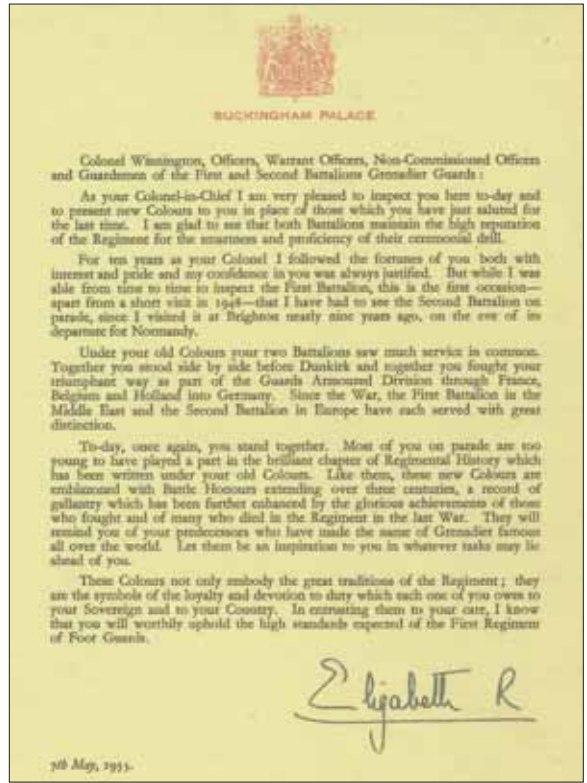 BUCKINGHAM PALACE
Colonel Winnington, Officers, Warrant Officers, Non-Commissioned Officers
and Guardsmen of the First and Second Battalions Grenadier Guards :
As your Colonel-in-Chief I am very pleased to inspect you here to-day and
to present new Colours to you in place of those which you have just saluted for
the last time. I am glad to see that both Battalions maintain the high reputation
of the Regiment for the smartness and proficiency of their ceremonial drill.
For ten years as your Colonel I followed the fortunes of you both with
interest and pride and my confidence in you was always justified. But while I was
able from time to time to inspect the First Battalion, this is the first occasion—
apart from a short visit in 1948—that I have had to see the Second Battalion on
parade, since I visited it at Brighton nearly nine years ago, on the eve of its
departure for Normandy.
Under your old Colours your two Battalions saw much service in common.
Together you stood side by side before Dunkirk and together you fought your
triumphant way as part of the Guards Armoured Division through France,
Belgium and Holland into Germany. Since the War, the First Battalion in the
Middle East and the Second Battalion in Europe have each served with great
distinction.
To-day, once again, you stand together. Most of you on parade are too
young to have played a part in the brilliant chapter of Regimental History which
has been written under your old Colours. Like them, these new Colours are
emblazoned with Battle Honours extending over three centuries, a record of
gallantry which has been further enhanced by the glorious achievements of those
who fought and of many who died in the Regiment in the last War. They will
remind you of your predecessors who have made the name of Grenadier famous
all over the world. Let them be an inspiration to you in whatever tasks may lie
ahead of you.
These Colours not only embody the great traditions of the Regiment ; they
are the symbols of the loyalty and devotion to duty which each one of you owes to
your Sovereign and to your Country. In entrusting them to your care, I know
that you will worthily uphold the high standards expected of the First Regiment
of Foot Guards.
Elizabeth R
7th May, 1953.